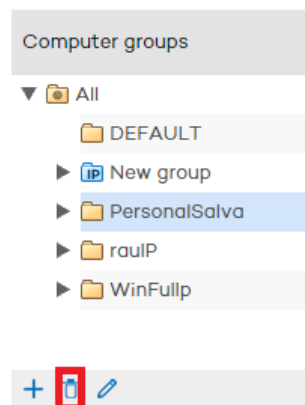 Computer groups
All
DEFAULT
IP New group
PersonalSalva
raulP
WinFullp